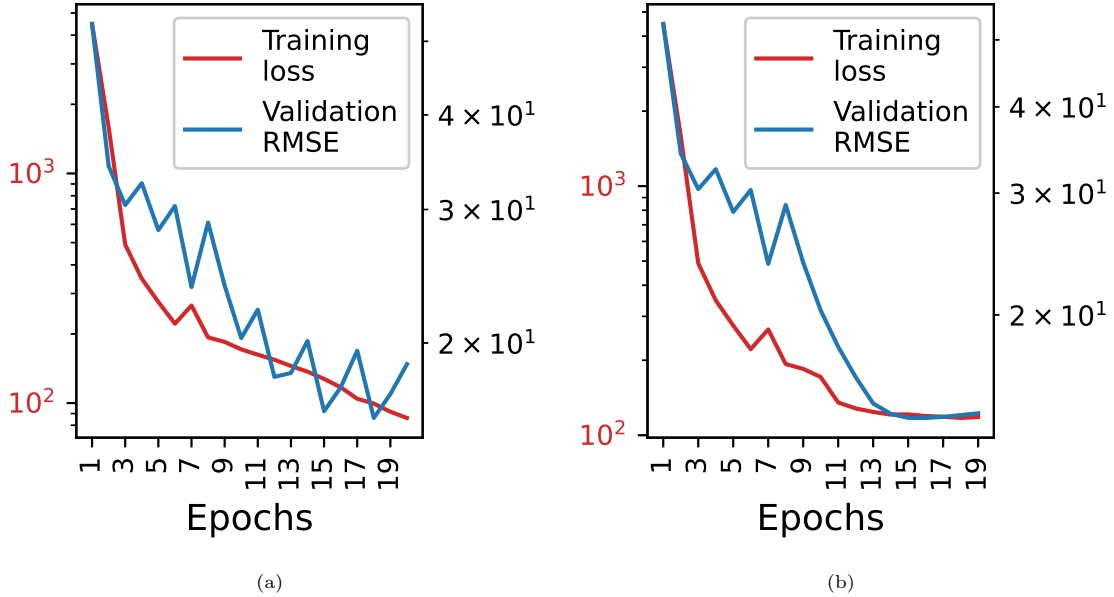 Training
loss
Validation
RMSE
10³
10²
4 × 10¹
3 × 10¹
2 × 10¹
1 3 5 7 9 11 13 15 17 19
Epochs
(a)
Training
loss
Validation
RMSE
10³
10²
4 × 10¹
3 × 10¹
2 × 10¹
1 3 5 7 9 11 13 15 17 19
Epochs
(b)